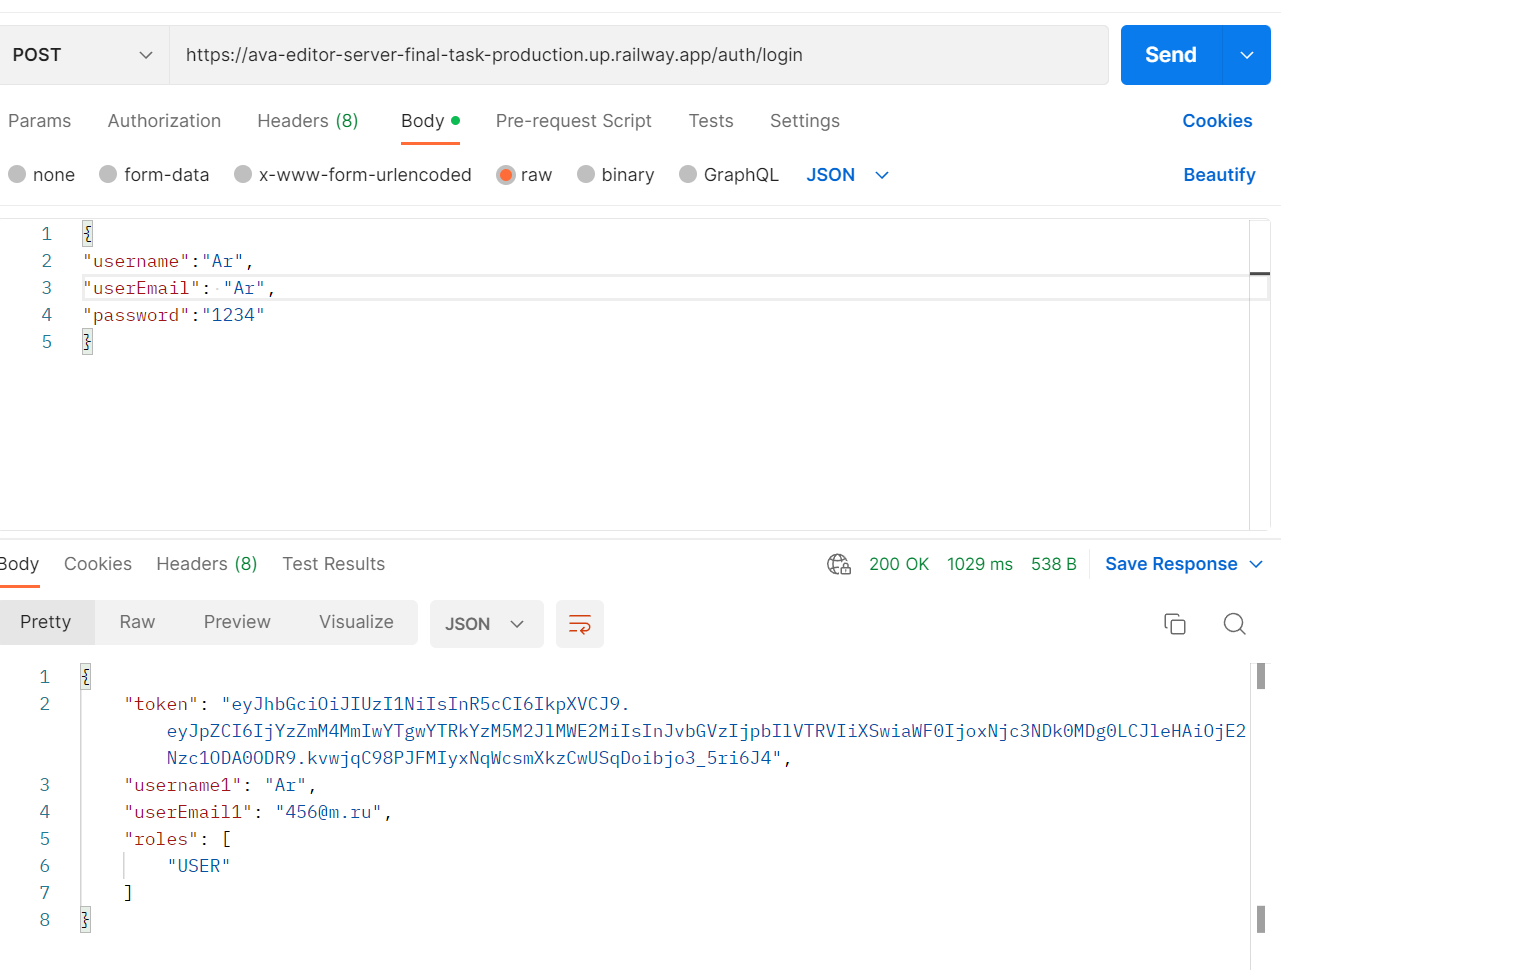 POST https://ava-editor-server-final-task-production.up.railway.app/auth/login Send
Params Authorization Headers (8) Body Pre-request Script Tests Settings Cookies
none form-data x-www-form-urlencoded raw binary GraphQL JSON Beautify
1 {
2 "username":"Ar",
3 "userEmail": "Ar",
4 "password":"1234"
5 }
Body Cookies Headers (8) Test Results 200 OK 1029 ms 538 B Save Response
Pretty Raw Preview Visualize JSON
1 {
2 "token": "eyJhbGciOiJIUzI1NiIsInR5cCI6IkpXVCJ9.
eyJpZCI6IjYzZmM4MmIwYTgwYTRkYzM5M2JlMWE2MiIsInJvbGVzIjpbIlVTRVIiXSwiaWF0IjoxNjc3NDk0MDg0LCJleHAiOjE2
Nzc1ODA0ODR9.kvwjqC98PJFMIyxNqWcsmXkzCwUSqDoibjo3_5ri6J4",
3 "username1": "Ar",
4 "userEmail1": "456@m.ru",
5 "roles": [
6 "USER"
7 ]
8 }